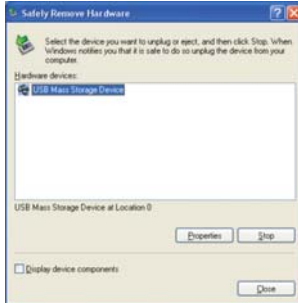 Safely Remove Hardware
Select the device you want to unplug or eject, and then click Stop. When
Windows notifies you that it is safe to do so unplug the device from your
computer.
Hardware devices:
USB Mass Storage Device
USB Mass Storage Device at Location 0
Properties
Stop
Display device components
Close